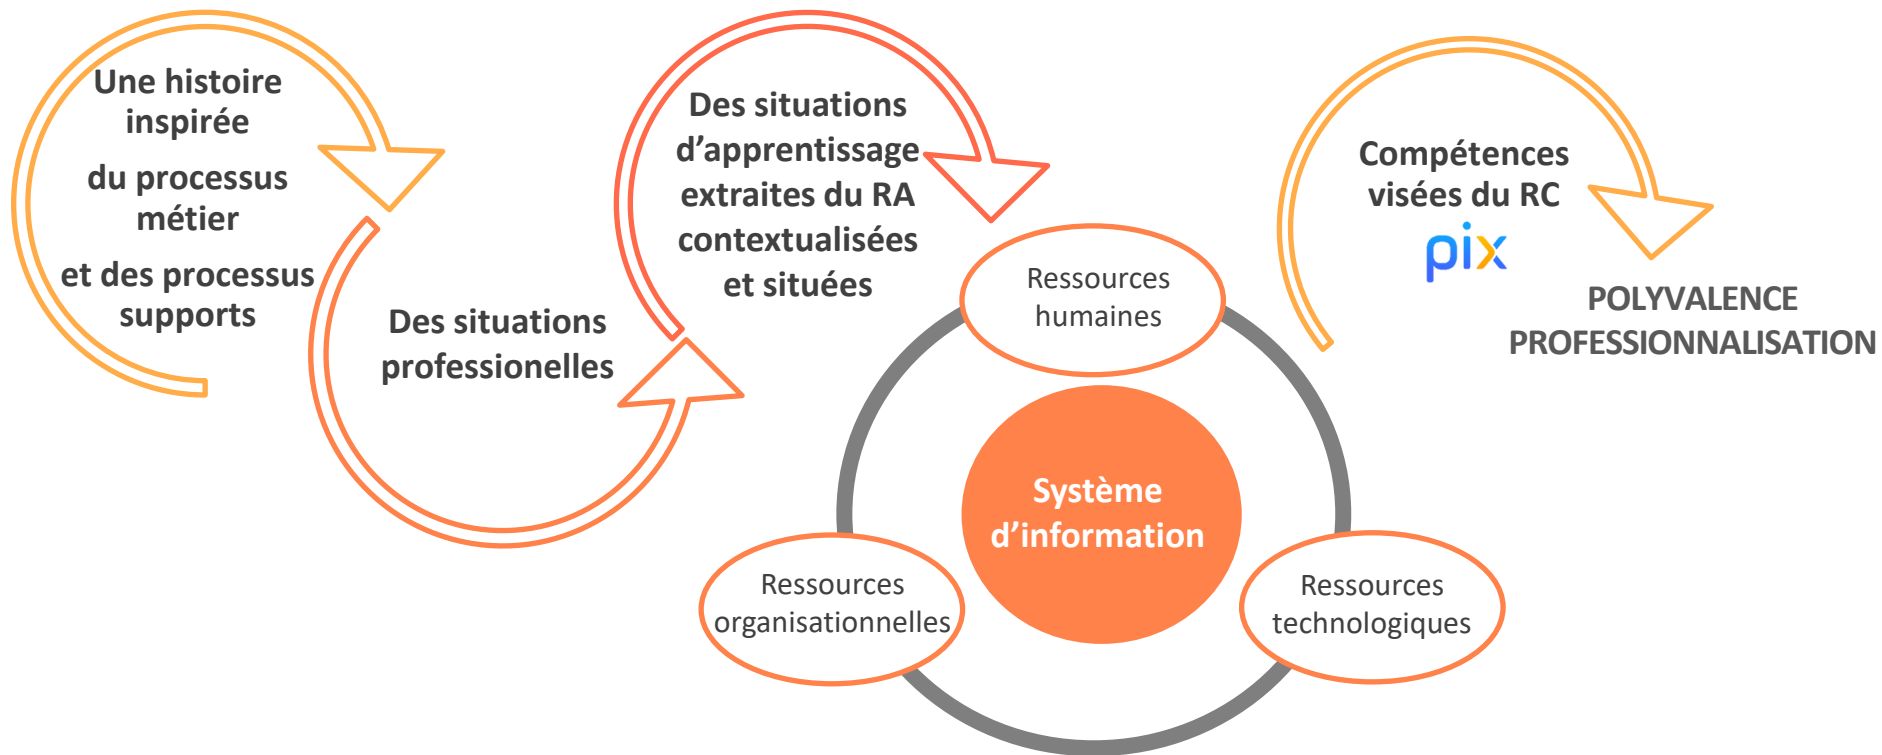 Une histoire
inspirée
du processus
métier
et des processus
supports
Des situations
professionelles
Des situations
d’apprentissage
extraites du RA
contextualisées
et situées
Ressources
humaines
Système
d’information
Ressources
organisationnelles
Ressources
technologiques
Compétences
visées du RC
pix
POLYVALENCE
PROFESSIONNALISATION